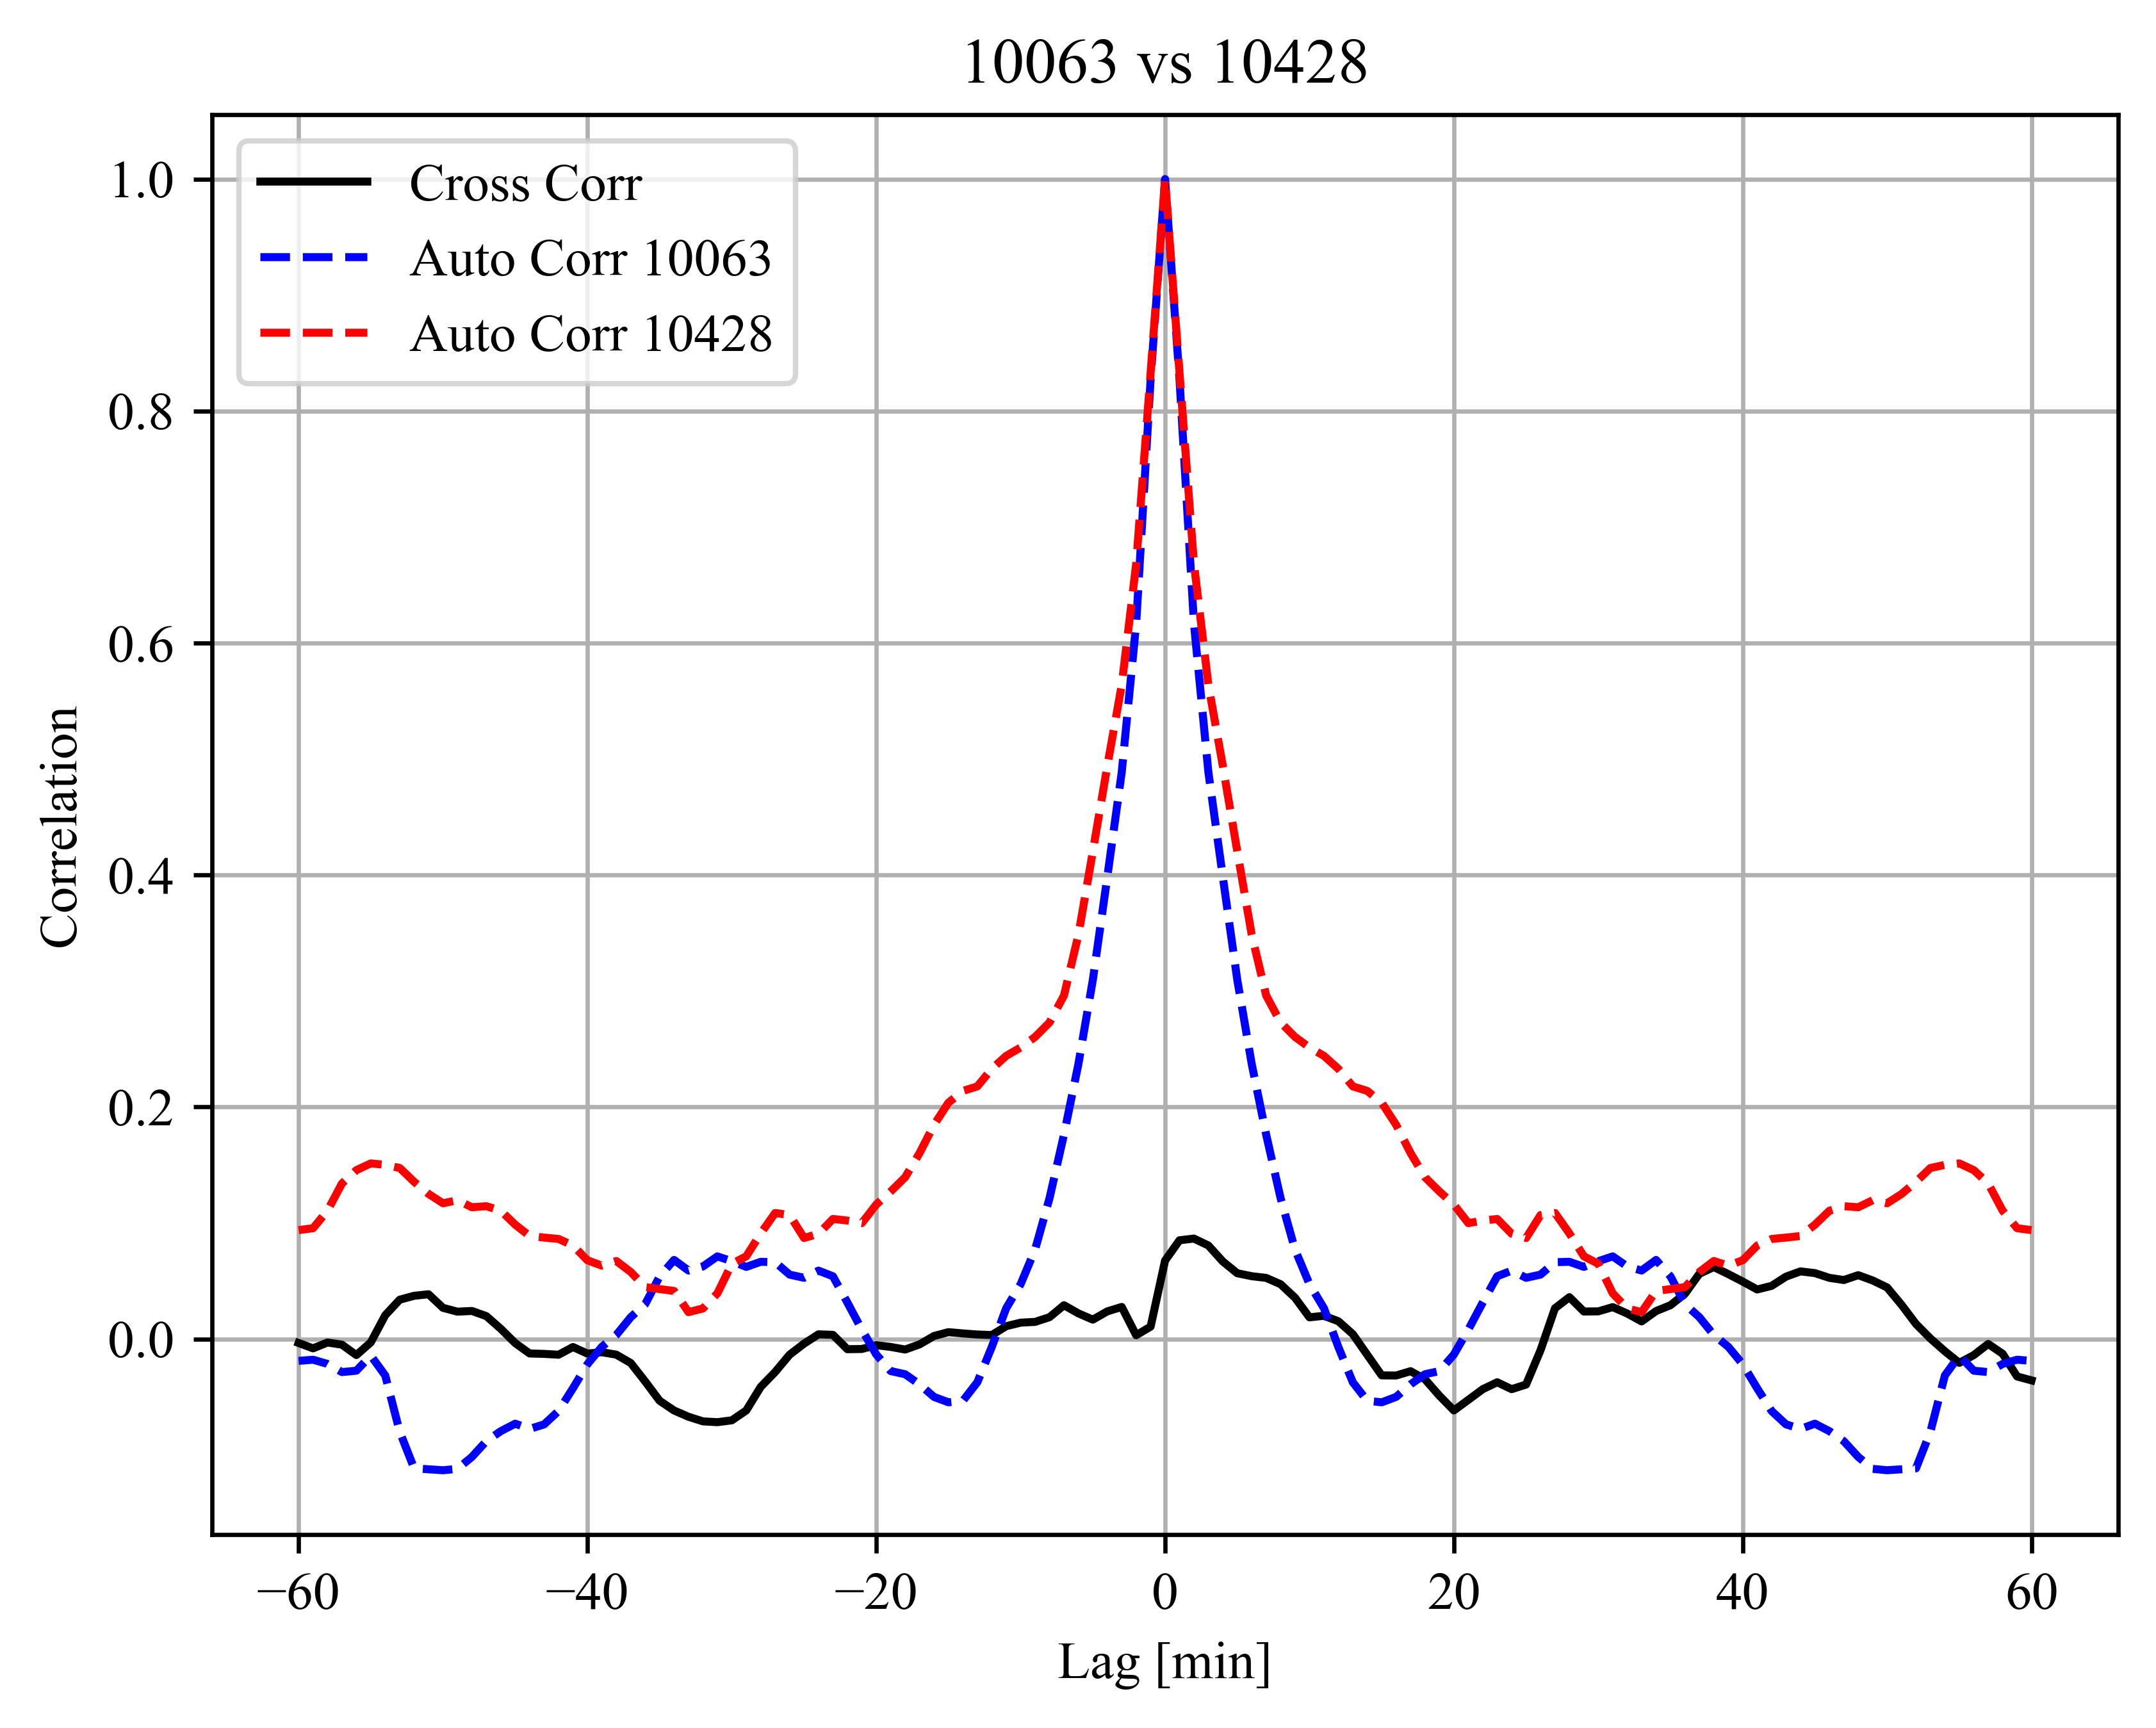 10063 vs 10428
Cross Corr
Auto Corr 10063
Auto Corr 10428
1.0
0.8
0.6
0.4
0.2
0.0
Correlation
−60 −40 −20 0 20 40 60
Lag [min]